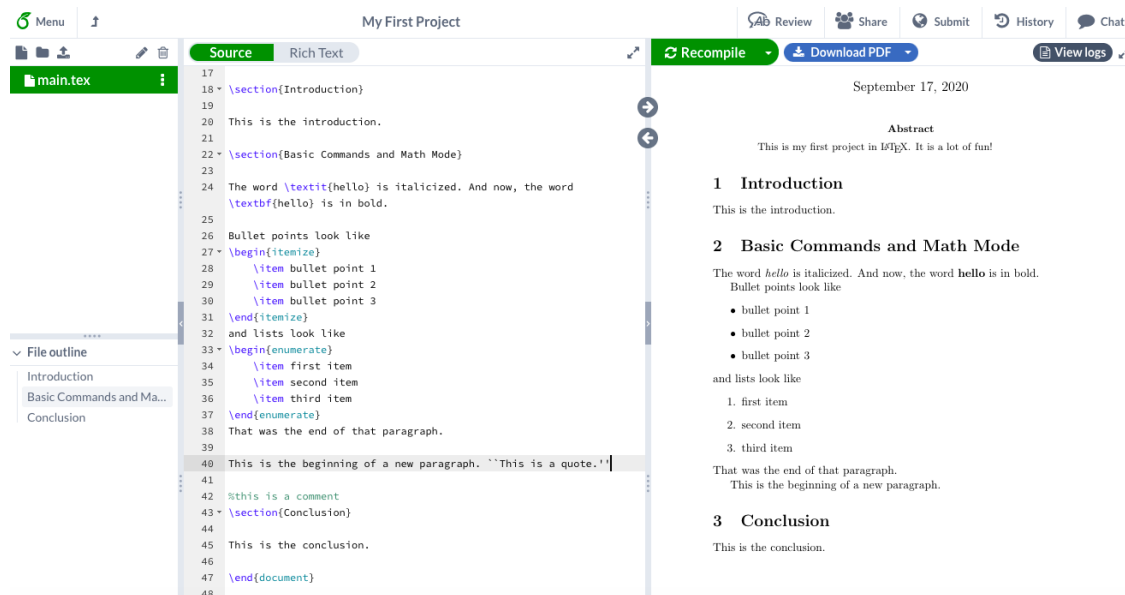 Menu
My First Project
Review
Share
Submit
History
Chat
Source
Rich Text
Recompile
Download PDF
View logs
main.tex
File outline
Introduction
Basic Commands and Ma...
Conclusion
17
18 \section{Introduction}
19
20 This is the introduction.
21
22 \section{Basic Commands and Math Mode}
23
24 The word \textit{hello} is italicized. And now, the word
\textbf{hello} is in bold.
25
26 Bullet points look like
27 \begin{itemize}
28     \item bullet point 1
29     \item bullet point 2
30     \item bullet point 3
31 \end{itemize}
32 and lists look like
33 \begin{enumerate}
34     \item first item
35     \item second item
36     \item third item
37 \end{enumerate}
38 That was the end of that paragraph.
39
40 This is the beginning of a new paragraph. ``This is a quote.''
41
42 %this is a comment
43 \section{Conclusion}
44
45 This is the conclusion.
46
47 \end{document}
48
September 17, 2020
Abstract
This is my first project in LATEX. It is a lot of fun!
1 Introduction
This is the introduction.
2 Basic Commands and Math Mode
The word hello is italicized. And now, the word hello is in bold.
Bullet points look like
• bullet point 1
• bullet point 2
• bullet point 3
and lists look like
1. first item
2. second item
3. third item
That was the end of that paragraph.
This is the beginning of a new paragraph.
3 Conclusion
This is the conclusion.